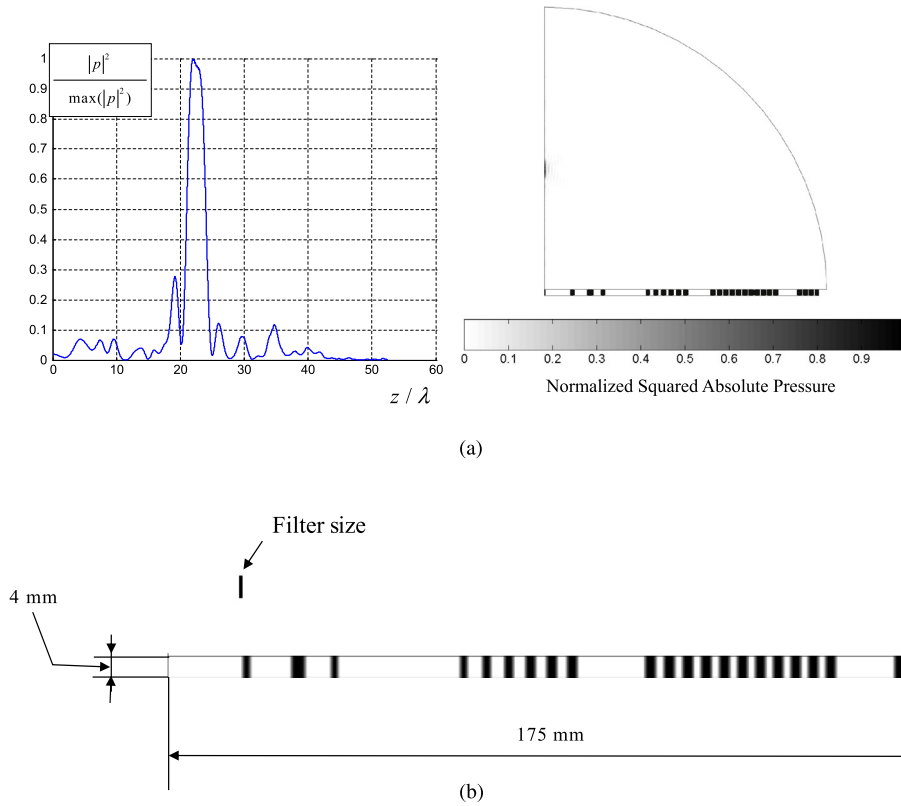 |p|²
max(|p|²)
1
0.9
0.8
0.7
0.6
0.5
0.4
0.3
0.2
0.1
0
0 10 20 30 40 50 60
z / λ
0 0.1 0.2 0.3 0.4 0.5 0.6 0.7 0.8 0.9
Normalized Squared Absolute Pressure
(a)
Filter size
4 mm
175 mm
(b)